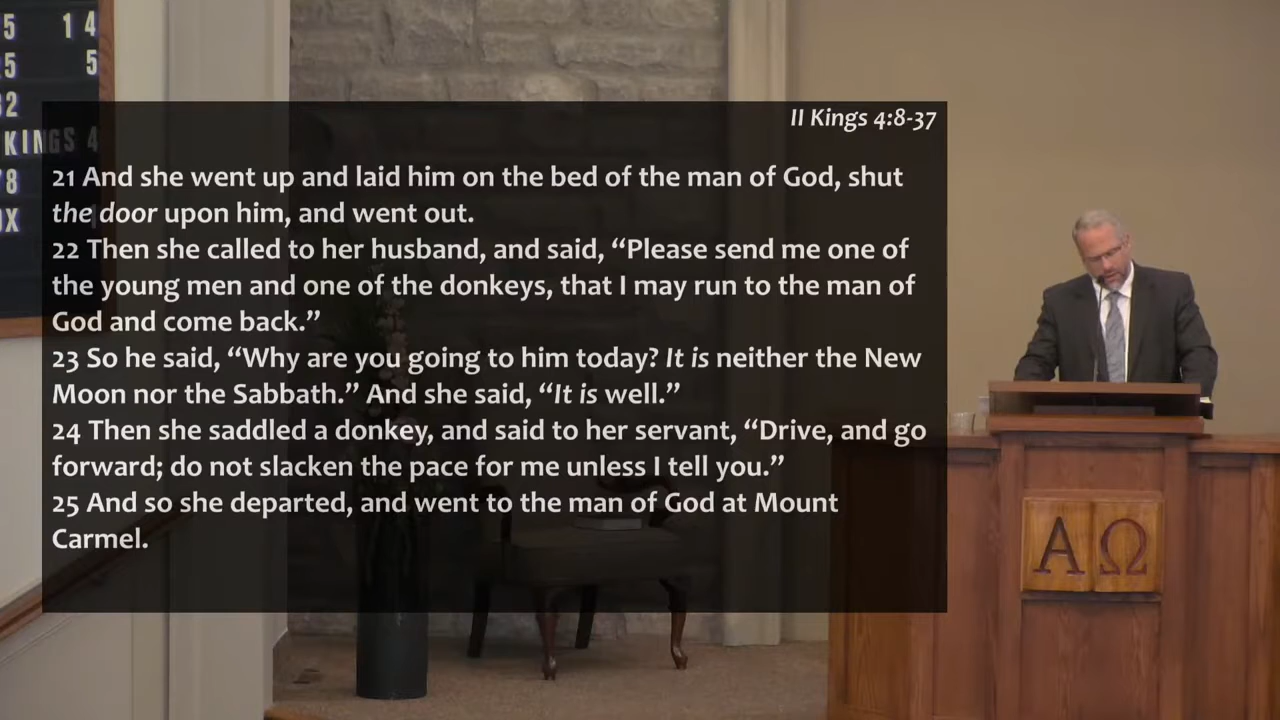 5 14
5 5
2
KINGS 4
8
X
II Kings 4:8-37
21 And she went up and laid him on the bed of the man of God, shut
the door upon him, and went out.
22 Then she called to her husband, and said, “Please send me one of
the young men and one of the donkeys, that I may run to the man of
God and come back.”
23 So he said, “Why are you going to him today? It is neither the New
Moon nor the Sabbath.” And she said, “It is well.”
24 Then she saddled a donkey, and said to her servant, “Drive, and go
forward; do not slacken the pace for me unless I tell you.”
25 And so she departed, and went to the man of God at Mount
Carmel.
Α Ω